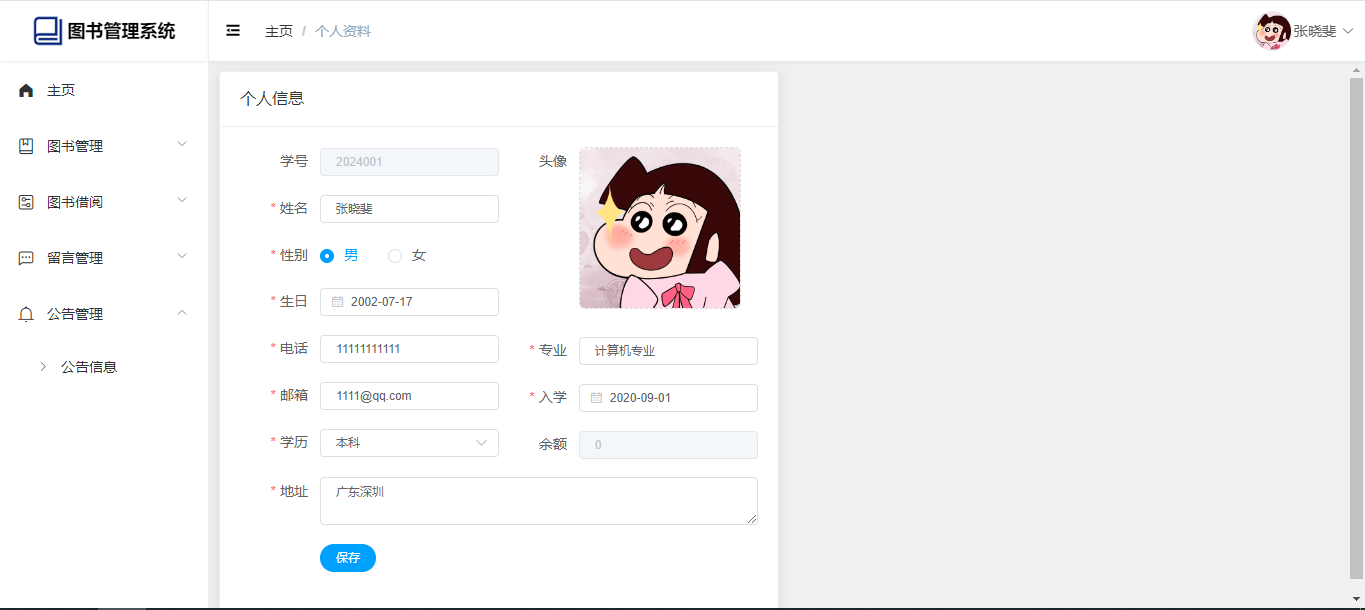 图书管理系统
主页 / 个人资料
张晓斐
主页
图书管理
图书借阅
留言管理
公告管理
公告信息
个人信息
学号 2024001
头像
* 姓名 张晓斐
* 性别 男 女
* 生日 2002-07-17
* 电话 11111111111
* 专业 计算机专业
* 邮箱 1111@qq.com
* 入学 2020-09-01
* 学历 本科
余额 0
* 地址 广东深圳
保存